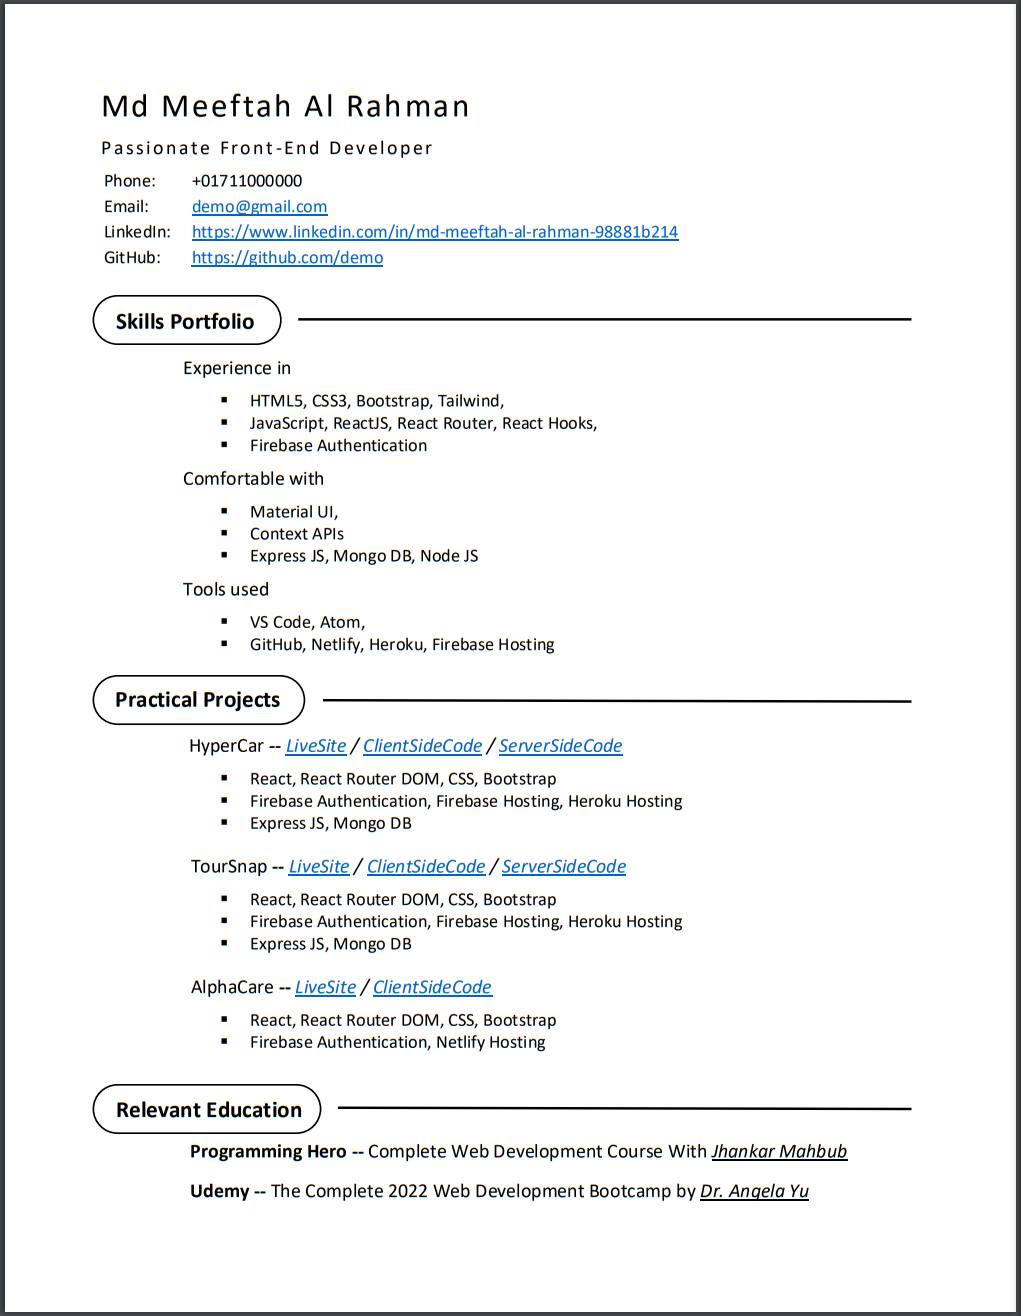 Md Meeftah Al Rahman
Passionate Front-End Developer
Phone: +01711000000
Email: demo@gmail.com
LinkedIn: https://www.linkedin.com/in/md-meeftah-al-rahman-98881b214
GitHub: https://github.com/demo
Skills Portfolio
Experience in
▪ HTML5, CSS3, Bootstrap, Tailwind,
▪ JavaScript, ReactJS, React Router, React Hooks,
▪ Firebase Authentication
Comfortable with
▪ Material UI,
▪ Context APIs
▪ Express JS, Mongo DB, Node JS
Tools used
▪ VS Code, Atom,
▪ GitHub, Netlify, Heroku, Firebase Hosting
Practical Projects
HyperCar -- LiveSite / ClientSideCode / ServerSideCode
▪ React, React Router DOM, CSS, Bootstrap
▪ Firebase Authentication, Firebase Hosting, Heroku Hosting
▪ Express JS, Mongo DB
TourSnap -- LiveSite / ClientSideCode / ServerSideCode
▪ React, React Router DOM, CSS, Bootstrap
▪ Firebase Authentication, Firebase Hosting, Heroku Hosting
▪ Express JS, Mongo DB
AlphaCare -- LiveSite / ClientSideCode
▪ React, React Router DOM, CSS, Bootstrap
▪ Firebase Authentication, Netlify Hosting
Relevant Education
Programming Hero -- Complete Web Development Course With Jhankar Mahbub
Udemy -- The Complete 2022 Web Development Bootcamp by Dr. Angela Yu